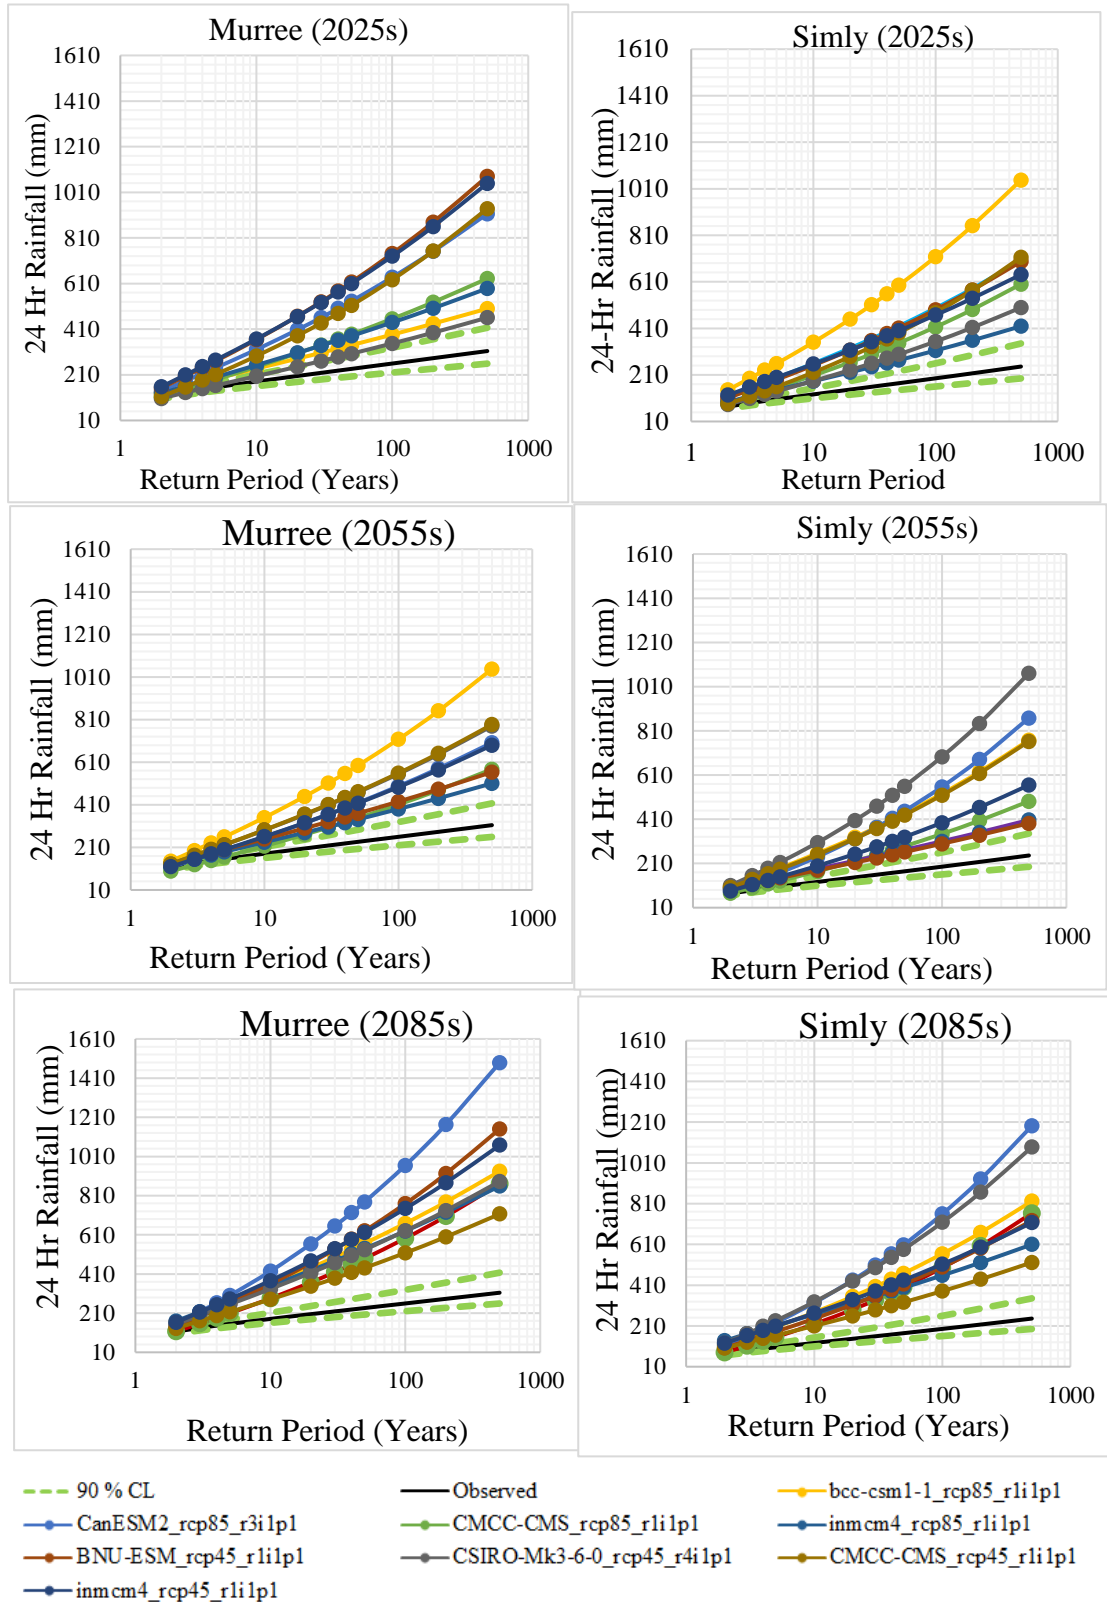 Murree (2025s)
24 Hr Rainfall (mm)
1610
1410
1210
1010
810
610
410
210
10
1 10 100 1000
Return Period (Years)
Simly (2025s)
24-Hr Rainfall (mm)
1610
1410
1210
1010
810
610
410
210
10
1 10 100 1000
Return Period
Murree (2055s)
24 Hr Rainfall (mm)
1610
1410
1210
1010
810
610
410
210
10
1 10 100 1000
Return Period (Years)
Simly (2055s)
24 Hr Rainfall (mm)
1610
1410
1210
1010
810
610
410
210
10
1 10 100 1000
Return Period (Years)
Murree (2085s)
24 Hr Rainfall (mm)
1610
1410
1210
1010
810
610
410
210
10
1 10 100 1000
Return Period (Years)
Simly (2085s)
24 Hr Rainfall (mm)
1610
1410
1210
1010
810
610
410
210
10
1 10 100 1000
Return Period (Years)
90 % CL Observed bcc-csm1-1_rcp85_r1i1p1
CanESM2_rcp85_r3i1p1 CMCC-CMS_rcp85_r1i1p1 inmcm4_rcp85_r1i1p1
BNU-ESM_rcp45_r1i1p1 CSIRO-Mk3-6-0_rcp45_r4i1p1 CMCC-CMS_rcp45_r1i1p1
inmcm4_rcp45_r1i1p1